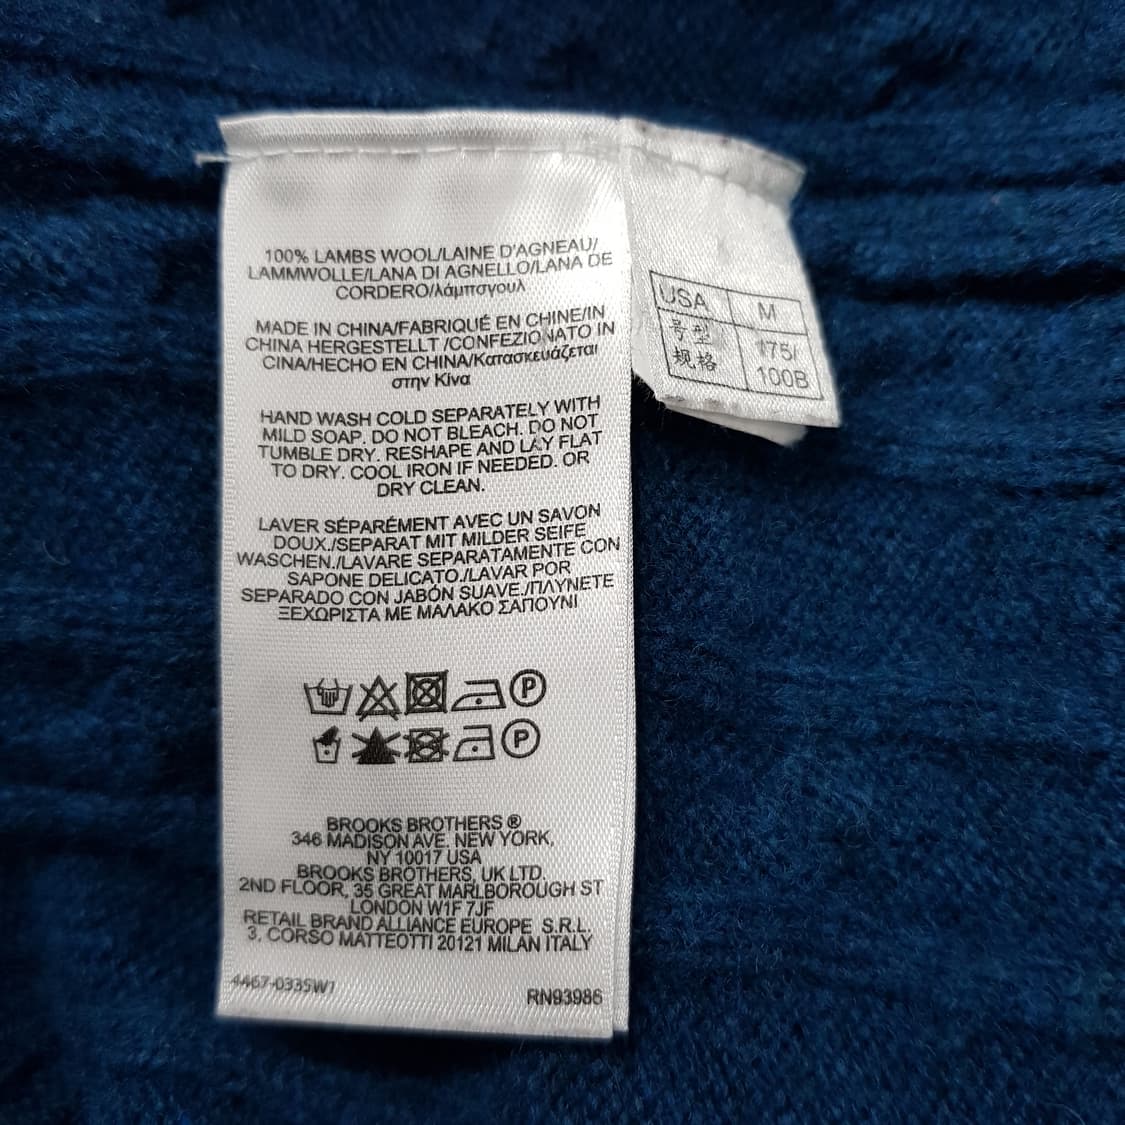 100% LAMBS WOOL/LAINE D'AGNEAU/
LAMMWOLLE/LANA DI AGNELLO/LANA DE
CORDERO/λάμπσγουλ
MADE IN CHINA/FABRIQUÉ EN CHINE/IN
CHINA HERGESTELLT /CONFEZIONATO IN
CINA/HECHO EN CHINA/Κατασκευάζεται
στην Κίνα
HAND WASH COLD SEPARATELY WITH
MILD SOAP. DO NOT BLEACH. DO NOT
TUMBLE DRY. RESHAPE AND LAY FLAT
TO DRY. COOL IRON IF NEEDED. OR
DRY CLEAN.
LAVER SÉPARÉMENT AVEC UN SAVON
DOUX./SEPARAT MIT MILDER SEIFE
WASCHEN./LAVARE SEPARATAMENTE CON
SAPONE DELICATO./LAVAR POR
SEPARADO CON JABÓN SUAVE./ΠΛΥΝΕΤΕ
ΞΕΧΩΡΙΣΤΑ ΜΕ ΜΑΛΑΚΟ ΣΑΠΟΥΝΙ
P
P
BROOKS BROTHERS ®
346 MADISON AVE. NEW YORK,
NY 10017 USA
BROOKS BROTHERS, UK LTD.
2ND FLOOR, 35 GREAT MARLBOROUGH ST
LONDON W1F 7JF
RETAIL BRAND ALLIANCE EUROPE S.R.L.
3, CORSO MATTEOTTI 20121 MILAN ITALY
4467-0335W1
RN93986
USA M
号型 175/
规格 100B